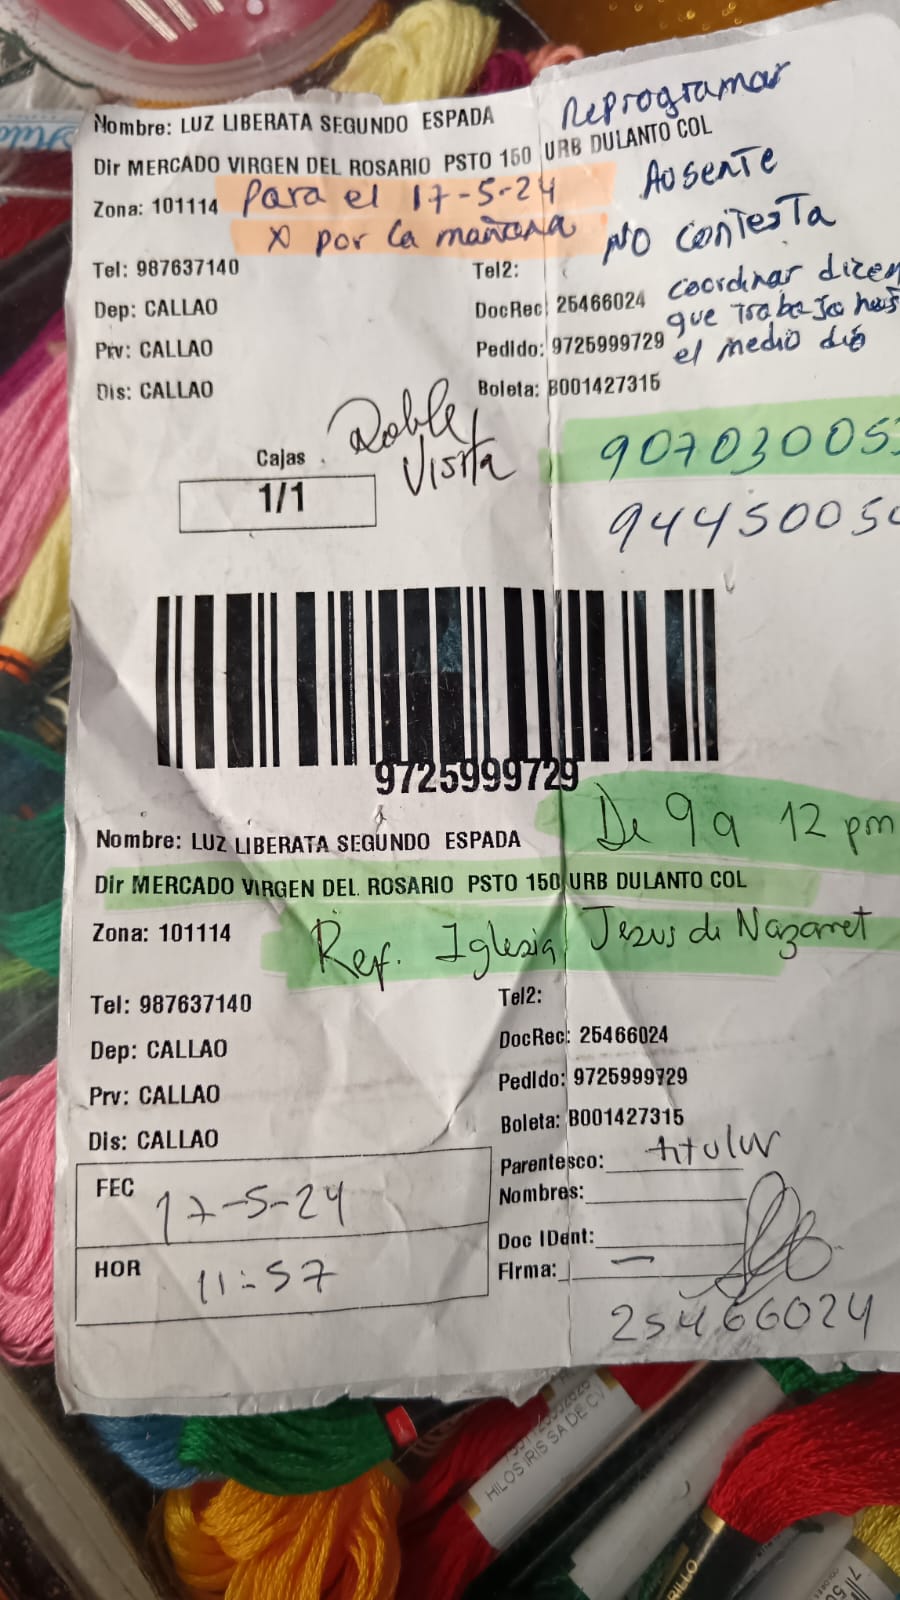 Nombre: LUZ LIBERATA SEGUNDO ESPADA
Reprogramar
Dir MERCADO VIRGEN DEL ROSARIO PSTO 150 URB DULANTO COL
Ausente
Zona: 101114
Para el 17-5-24
X por la mañana
NO contesta
Tel: 987637140
Tel2:
coordinar dicen
que trabaja has
el medio día
Dep: CALLAO
DocRec: 25466024
Prv: CALLAO
Pedido: 9725999729
Dis: CALLAO
Boleta: B001427315
Doble
Visita
90703005
Cajas
1/1
9445005
9725999729
De 9 a 12 pm
Nombre: LUZ LIBERATA SEGUNDO ESPADA
Dir MERCADO VIRGEN DEL ROSARIO PSTO 150 URB DULANTO COL
Zona: 101114
Ref. Iglesia Jesus de Nazaret
Tel: 987637140
Tel2:
Dep: CALLAO
DocRec: 25466024
Prv: CALLAO
Pedido: 9725999729
Dis: CALLAO
Boleta: B001427315
Parentesco: titular
FEC 17-5-24
Nombres:
Doc IDent:
HOR 11:57
Firma:
25466024
HILOS IRIS SA DE CV